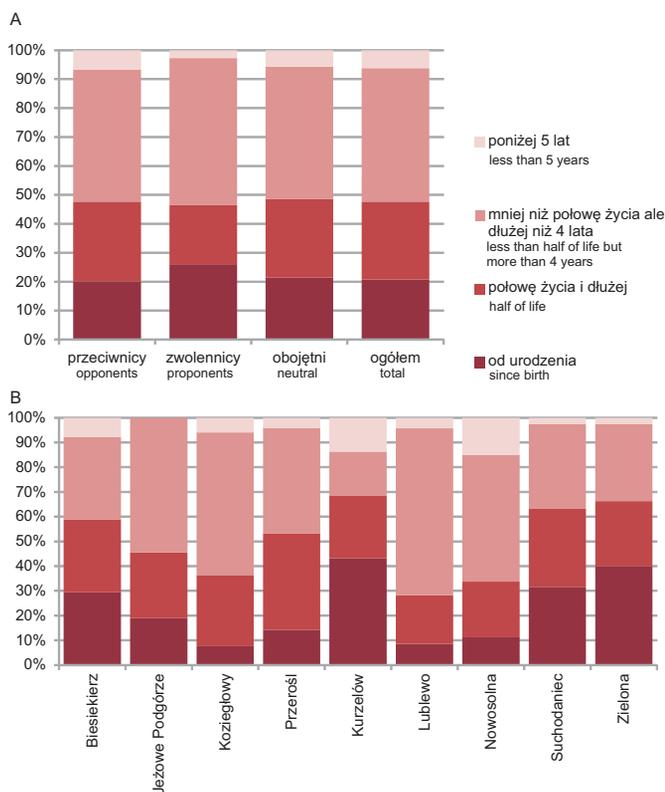 A
100%
90%
80%
70%
60%
50%
40%
30%
20%
10%
0%
przeciwnicy
opponents
zwolennicy
proponents
obojętni
neutral
ogółem
total
poniżej 5 lat
less than 5 years
mniej niż połowę życia ale
dłużej niż 4 lata
less than half of life but
more than 4 years
połowę życia i dłużej
half of life
od urodzenia
since birth
B
100%
90%
80%
70%
60%
50%
40%
30%
20%
10%
0%
Biesiekierz
Jeżowe Podgórze
Koziegłowy
Przerośl
Kurzelów
Lublewo
Nowosolna
Suchodaniec
Zielona